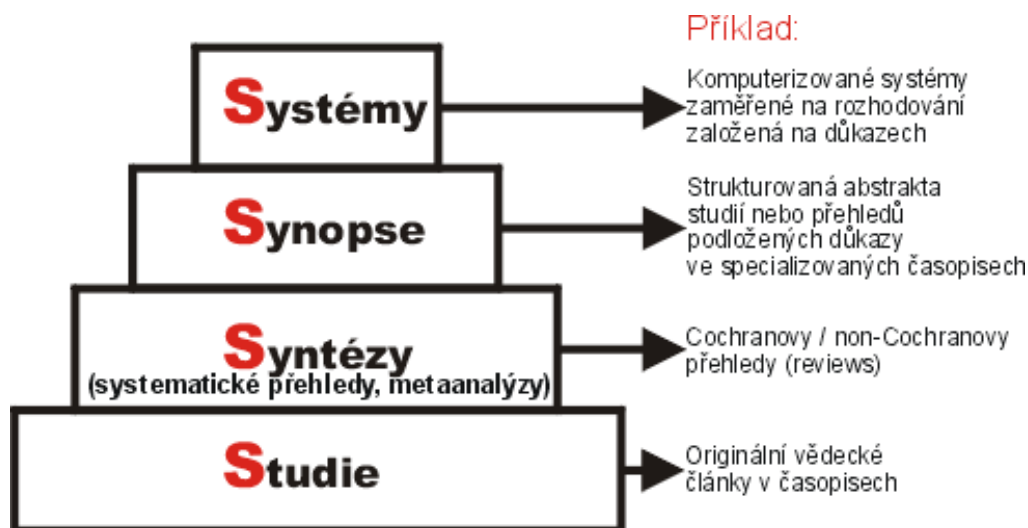 Příklad:
Systémy
Komputerizované systémy
zaměřené na rozhodování
založená na důkazech
Synopse
Strukturovaná abstrakta
studií nebo přehledů
podložených důkazy
ve specializovaných časopisech
Syntézy
(systematické přehledy, metaanalýzy)
Cochranovy / non-Cochranovy
přehledy (reviews)
Studie
Originální vědecké
články v časopisech